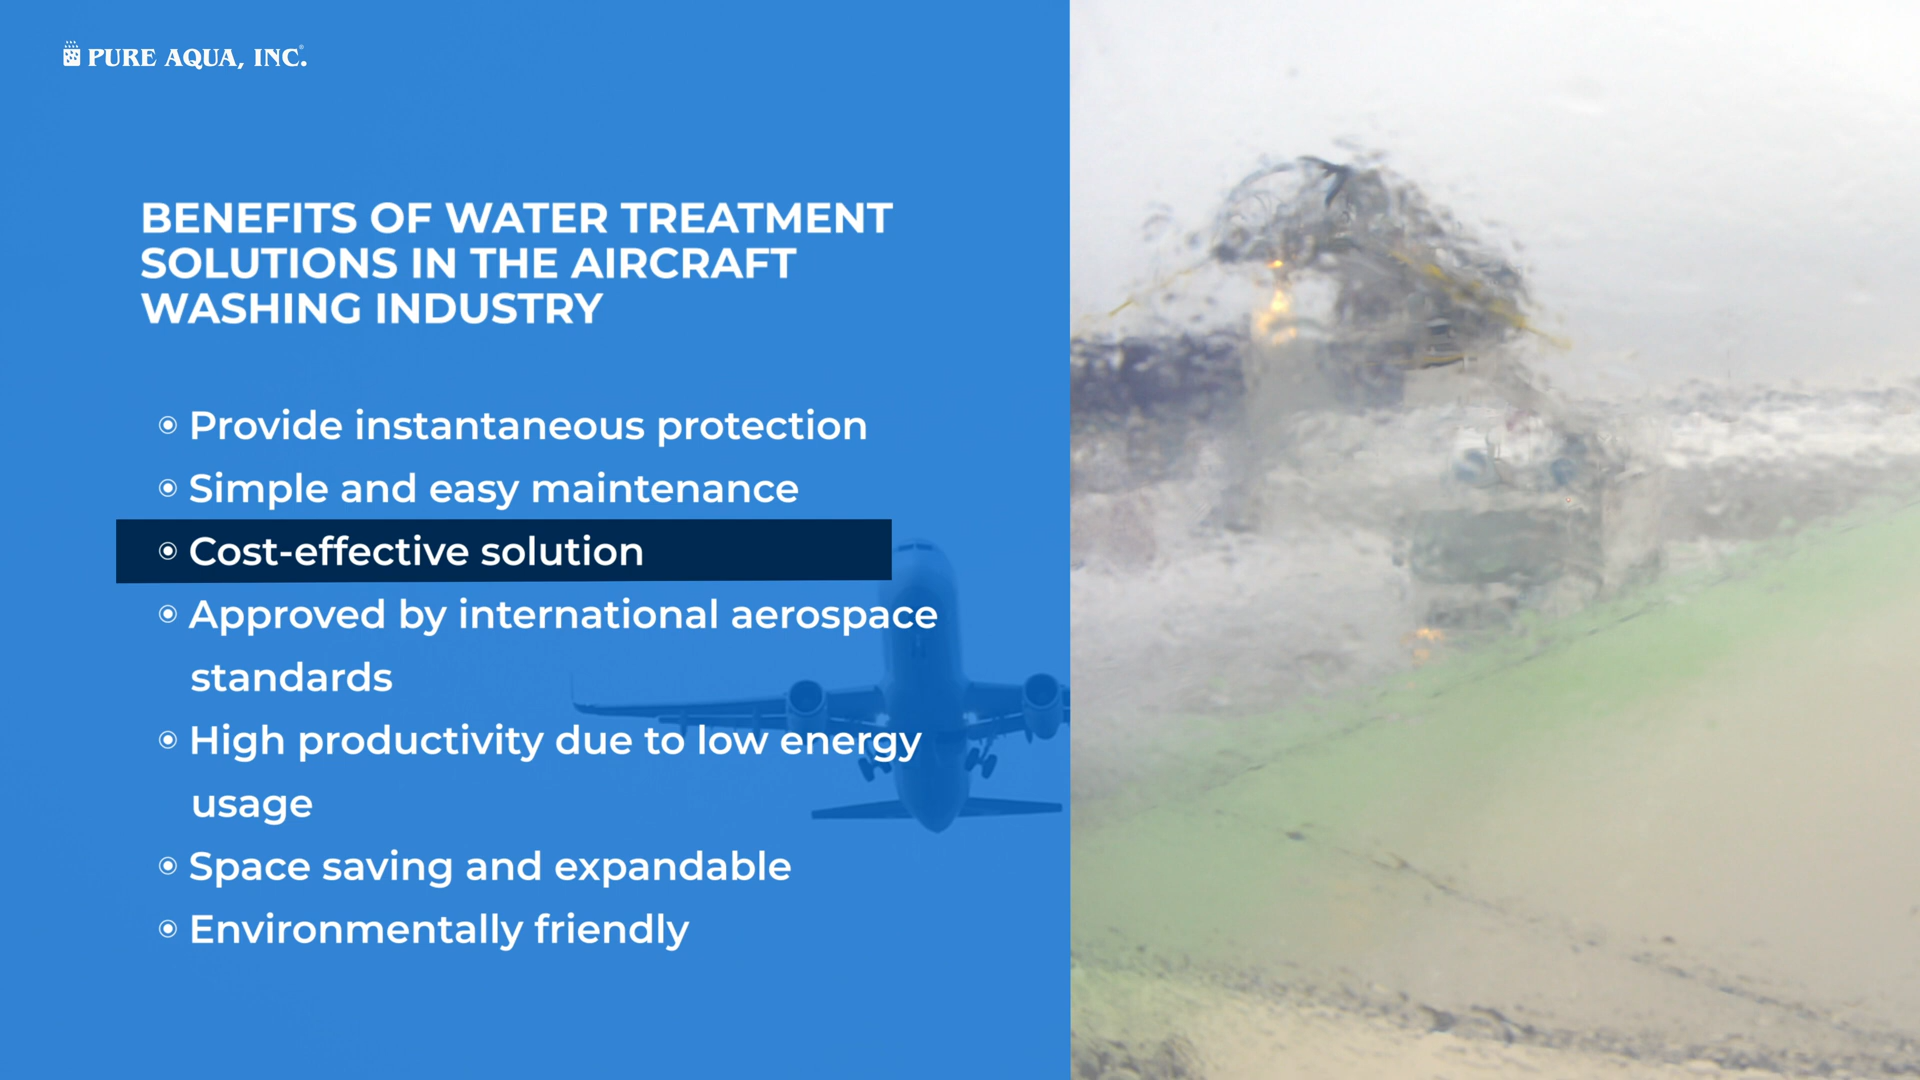 PURE AQUA, INC.®
BENEFITS OF WATER TREATMENT
SOLUTIONS IN THE AIRCRAFT
WASHING INDUSTRY
Provide instantaneous protection
Simple and easy maintenance
Cost-effective solution
Approved by international aerospace
standards
High productivity due to low energy
usage
Space saving and expandable
Environmentally friendly